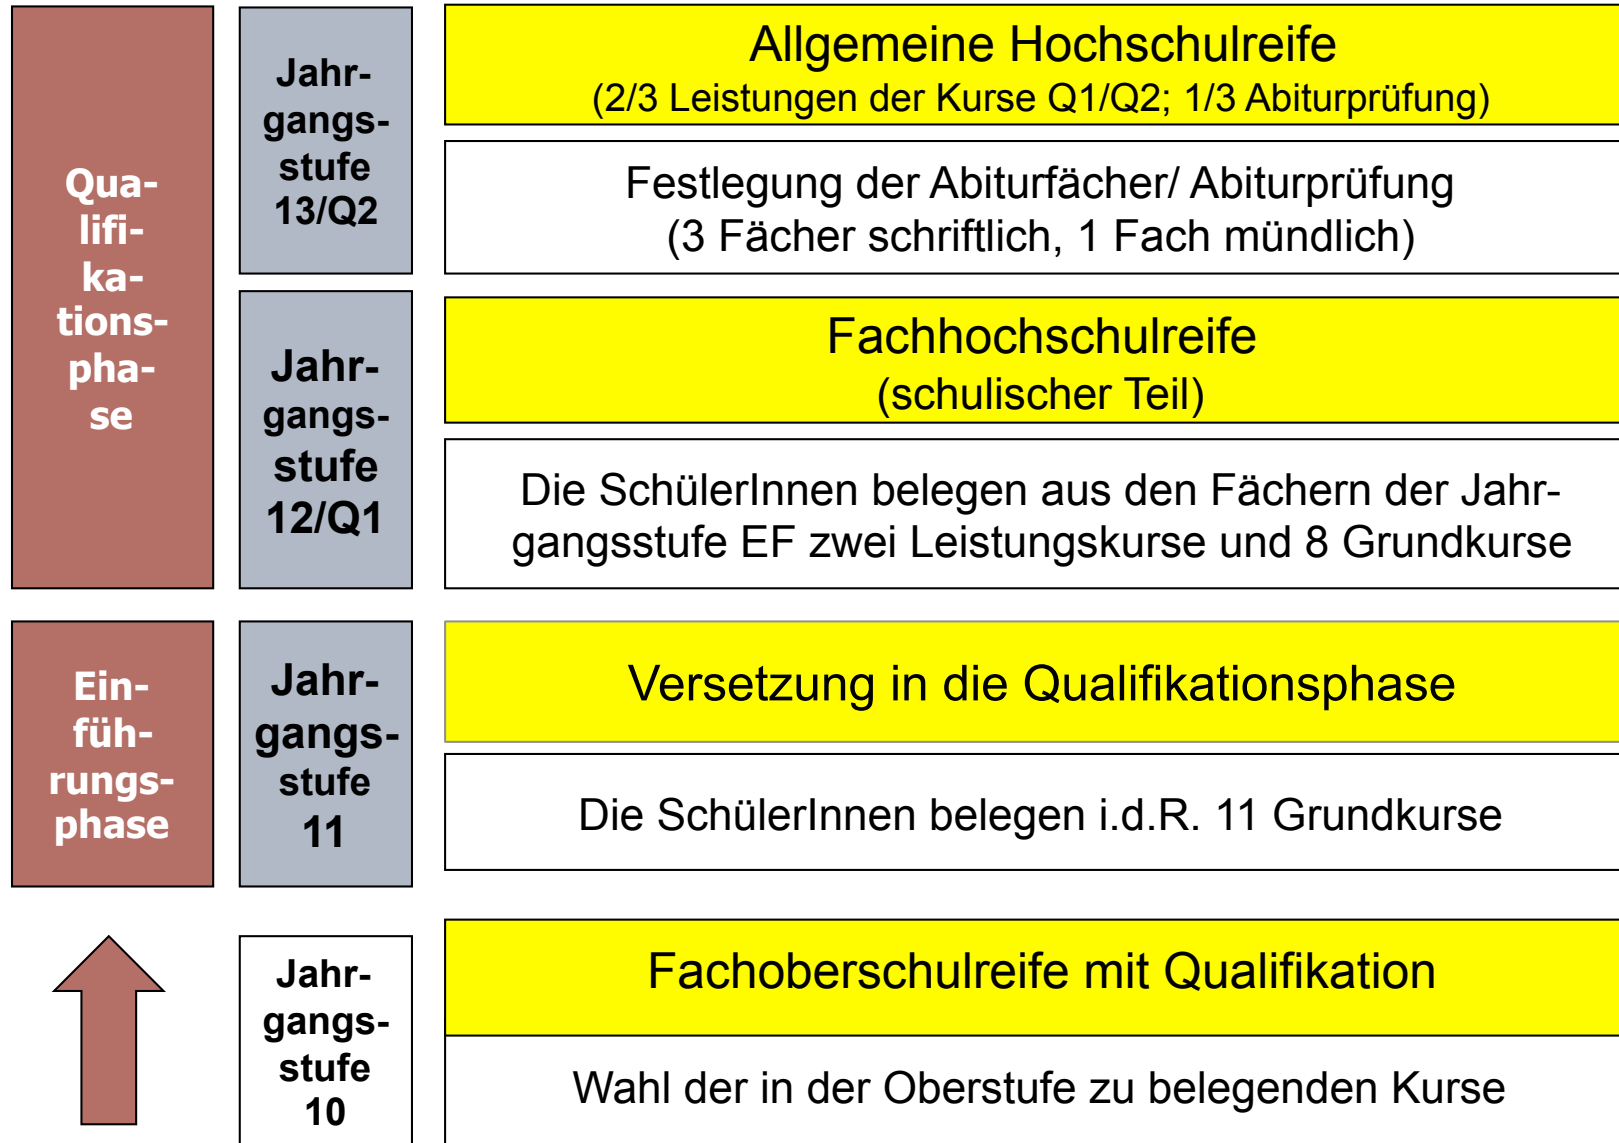 Qua-
lifi-
ka-
tions-
pha-
se
Jahr-
gangs-
stufe
13/Q2
Allgemeine Hochschulreife
(2/3 Leistungen der Kurse Q1/Q2; 1/3 Abiturprüfung)
Festlegung der Abiturfächer/ Abiturprüfung
(3 Fächer schriftlich, 1 Fach mündlich)
Jahr-
gangs-
stufe
12/Q1
Fachhochschulreife
(schulischer Teil)
Die SchülerInnen belegen aus den Fächern der Jahr-
gangsstufe EF zwei Leistungskurse und 8 Grundkurse
Ein-
füh-
rungs-
phase
Jahr-
gangs-
stufe
11
Versetzung in die Qualifikationsphase
Die SchülerInnen belegen i.d.R. 11 Grundkurse
Jahr-
gangs-
stufe
10
Fachoberschulreife mit Qualifikation
Wahl der in der Oberstufe zu belegenden Kurse